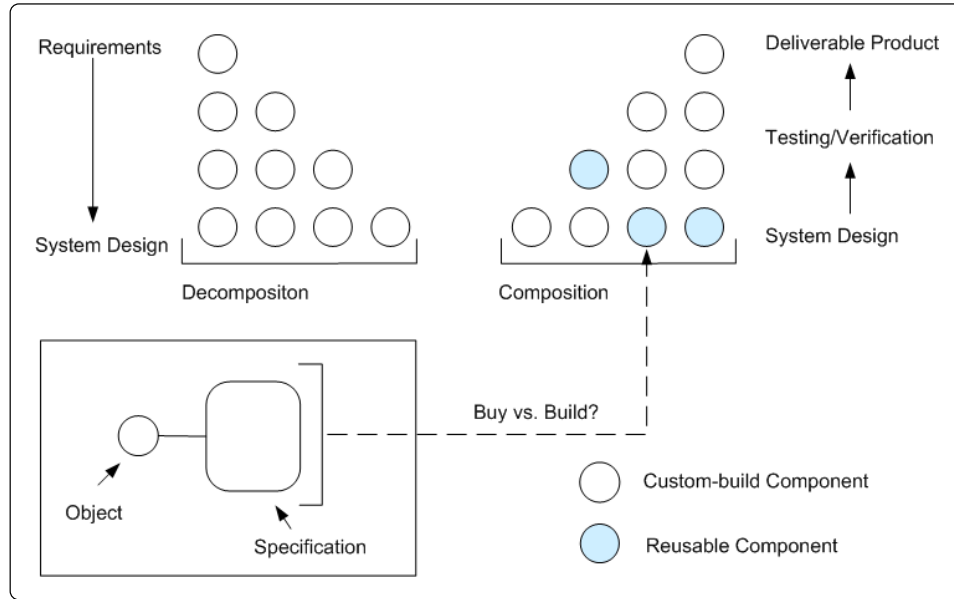 Requirements
Deliverable Product
Testing/Verification
System Design
System Design
Decompositon
Composition
Buy vs. Build?
Object
Specification
Custom-build Component
Reusable Component